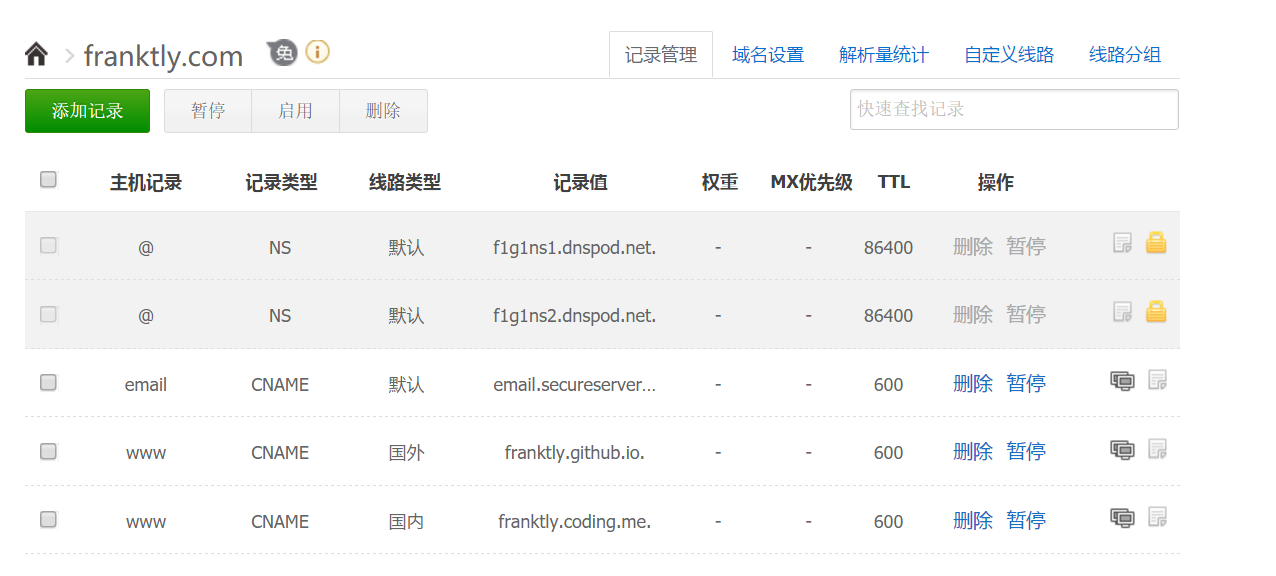 franktly.com 免 记录管理 域名设置 解析量统计 自定义线路 线路分组
添加记录 暂停 启用 删除 快速查找记录
主机记录 记录类型 线路类型 记录值 权重 MX优先级 TTL 操作
@ NS 默认 f1g1ns1.dnspod.net. - - 86400 删除 暂停
@ NS 默认 f1g1ns2.dnspod.net. - - 86400 删除 暂停
email CNAME 默认 email.secureserver... - - 600 删除 暂停
www CNAME 国外 franktly.github.io. - - 600 删除 暂停
www CNAME 国内 franktly.coding.me. - - 600 删除 暂停